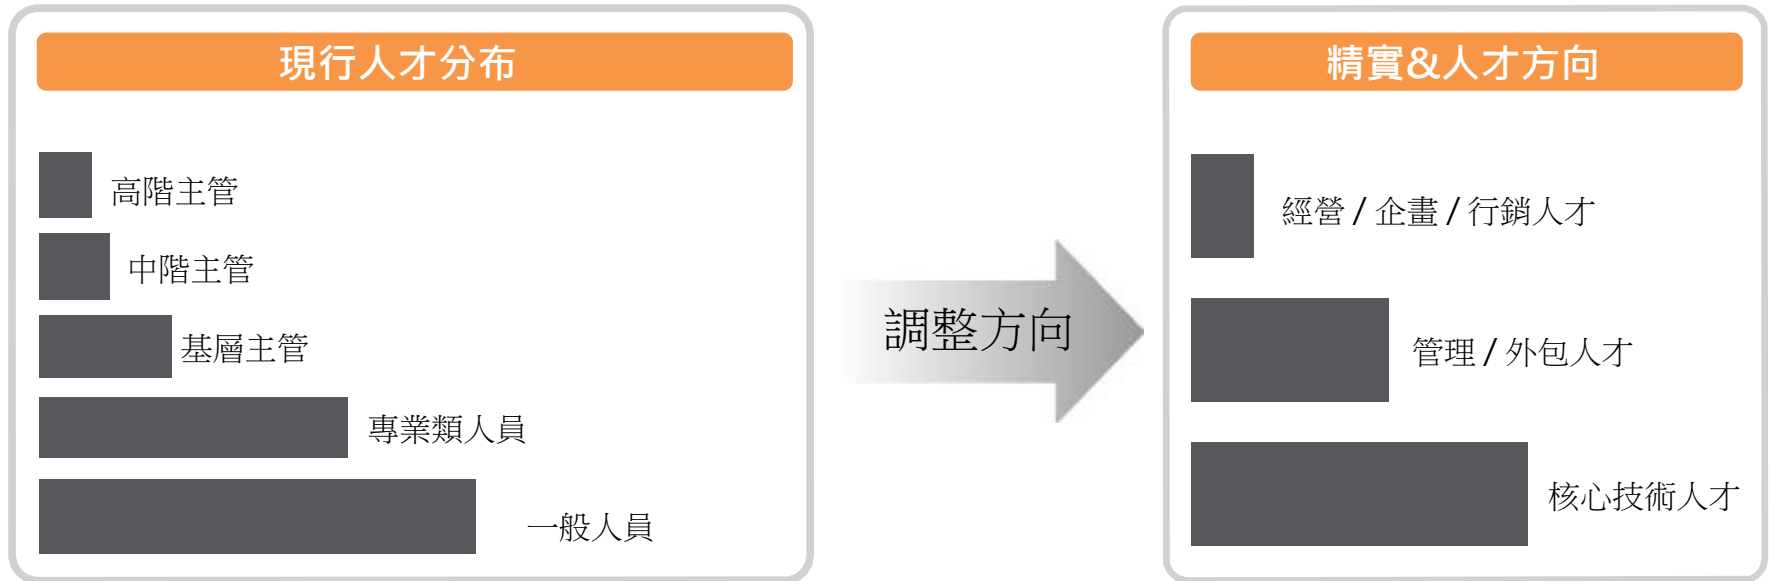 現行人才分布
高階主管
中階主管
基層主管
專業類人員
一般人員
調整方向
精實&人才方向
經營 / 企畫 / 行銷人才
管理 / 外包人才
核心技術人才